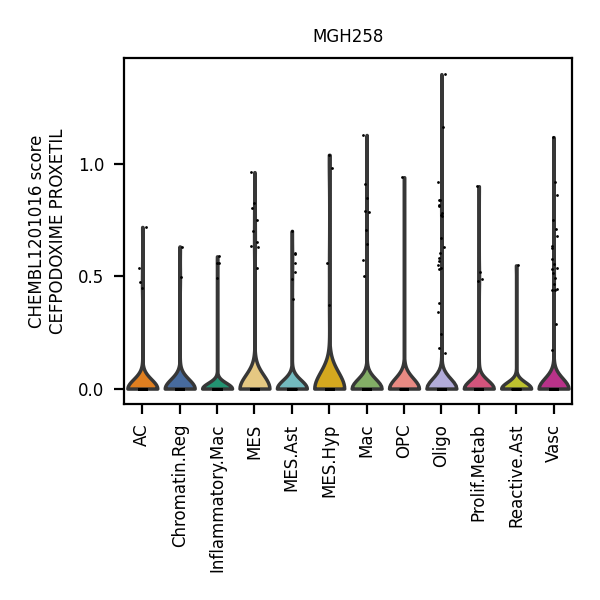 MGH258
CHEMBL1201016 score
CEFPODOXIME PROXETIL
1.0
0.5
0.0
AC
Chromatin.Reg
Inflammatory.Mac
MES
MES.Ast
MES.Hyp
Mac
OPC
Oligo
Prolif.Metab
Reactive.Ast
Vasc